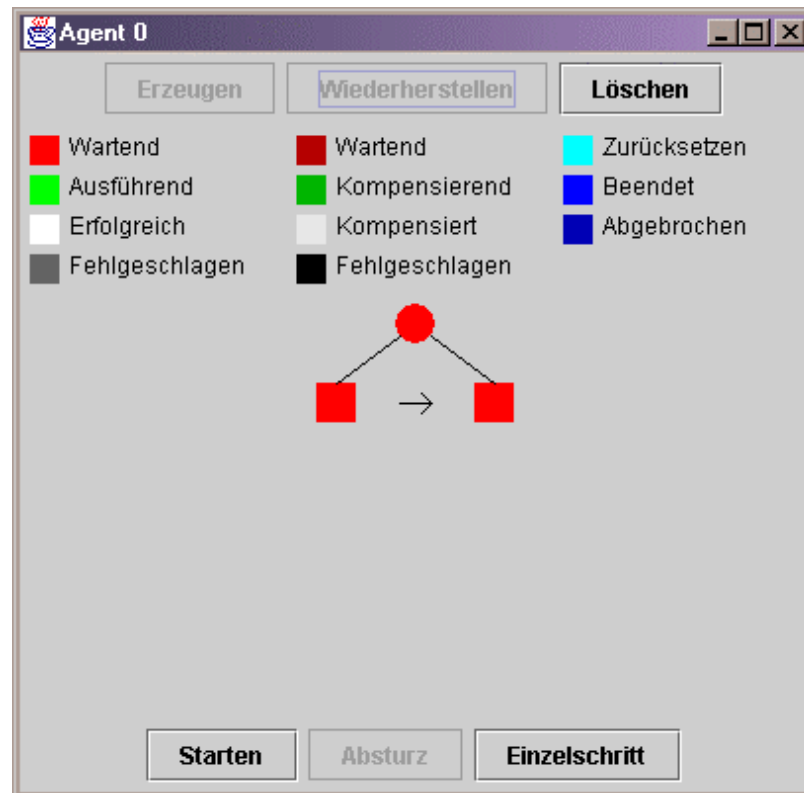 Agent 0
Erzeugen Wiederherstellen Löschen
Wartend Wartend Zurücksetzen
Ausführend Kompensierend Beendet
Erfolgreich Kompensiert Abgebrochen
Fehlgeschlagen Fehlgeschlagen
Starten Absturz Einzelschritt